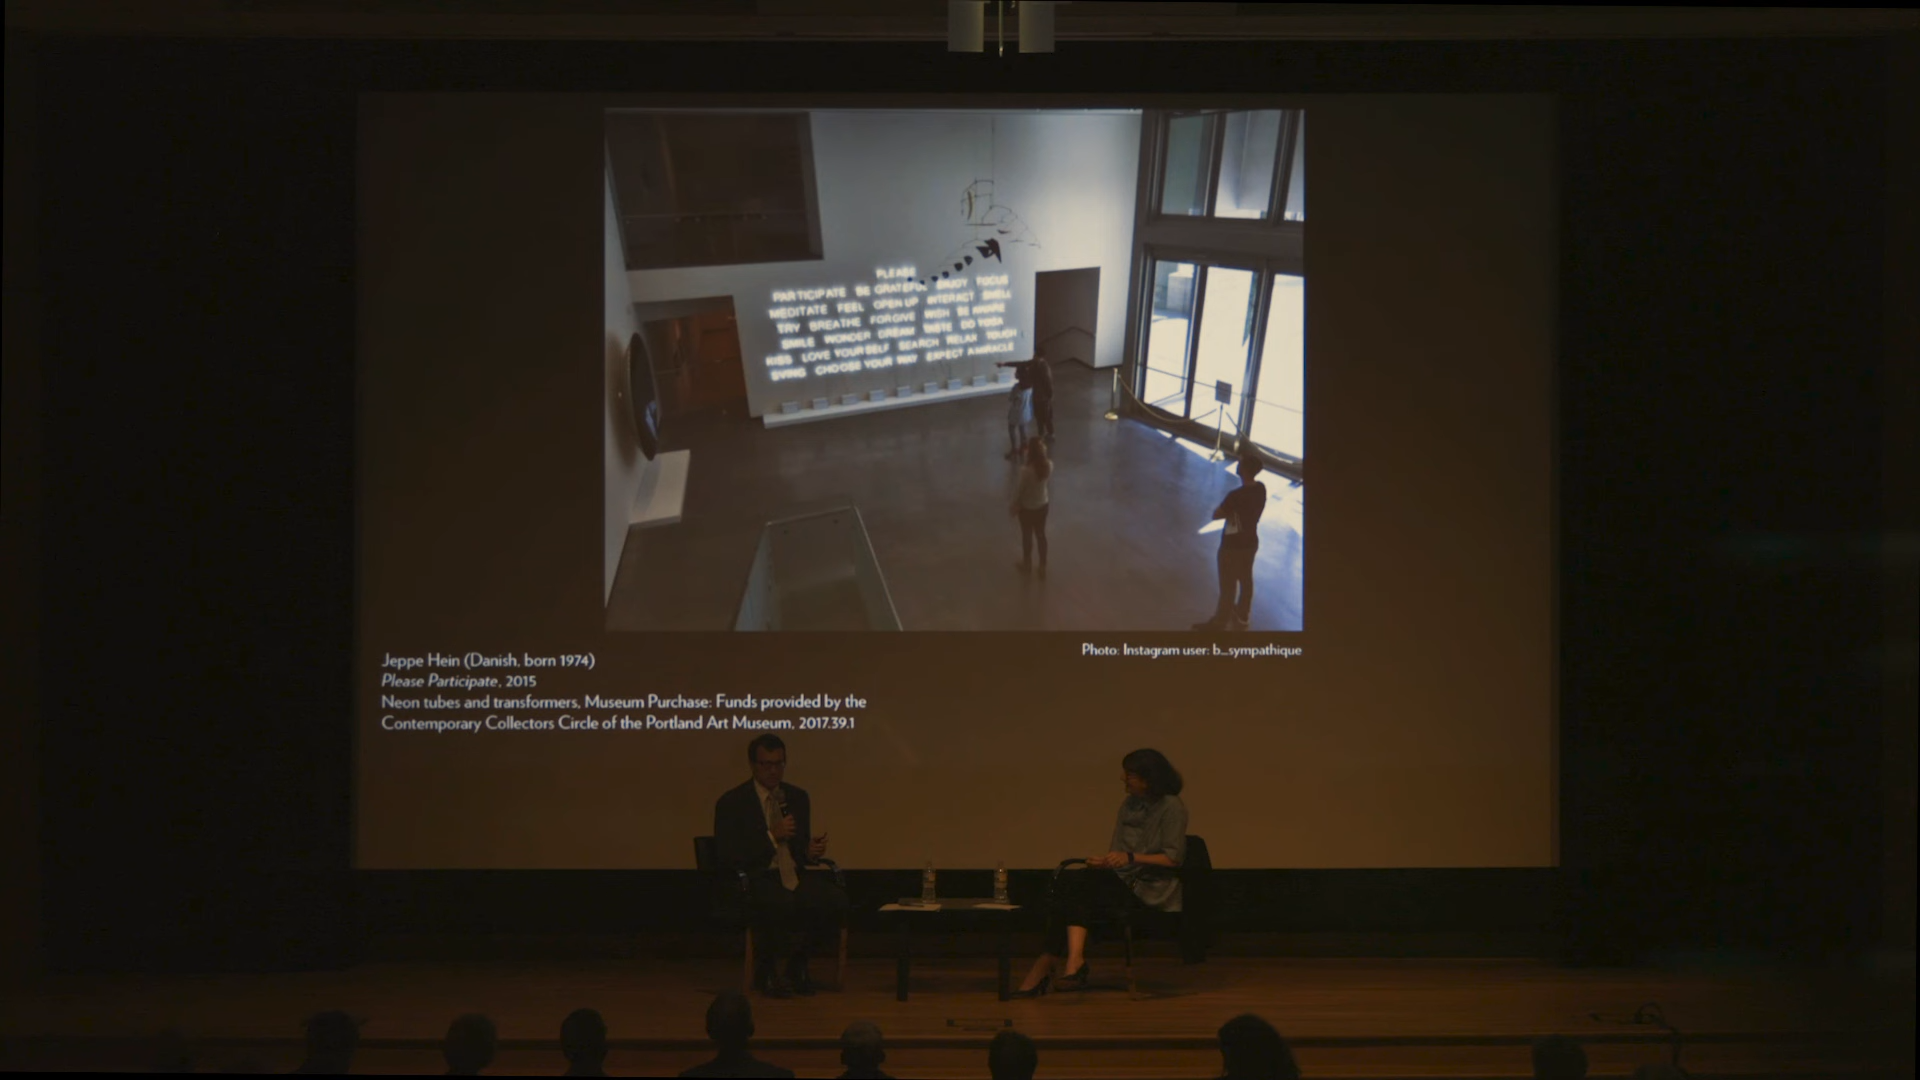 PLEASE
PARTICIPATE BE GRATEFUL ENJOY FOCUS
MEDITATE FEEL OPEN UP INTERACT SMELL
TRY BREATHE FORGIVE WISH BE AWARE
SMILE WONDER DREAM TASTE DO YOGA
KISS LOVE YOURSELF SEARCH RELAX TOUCH
SWING CHOOSE YOUR WAY EXPECT A MIRACLE
Photo: Instagram user: b_sympathique
Jeppe Hein (Danish, born 1974)
Please Participate, 2015
Neon tubes and transformers, Museum Purchase: Funds provided by the
Contemporary Collectors Circle of the Portland Art Museum, 2017.39.1